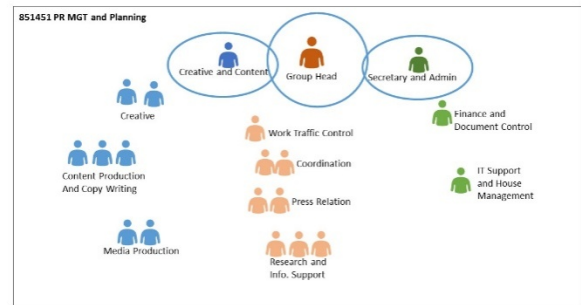 851451 PR MGT and Planning
Creative and Content
Group Head
Secretary and Admin
Creative
Work Traffic Control
Finance and
Document Control
Coordination
Content Production
And Copy Writing
IT Support
and House
Management
Press Relation
Media Production
Research and
Info. Support